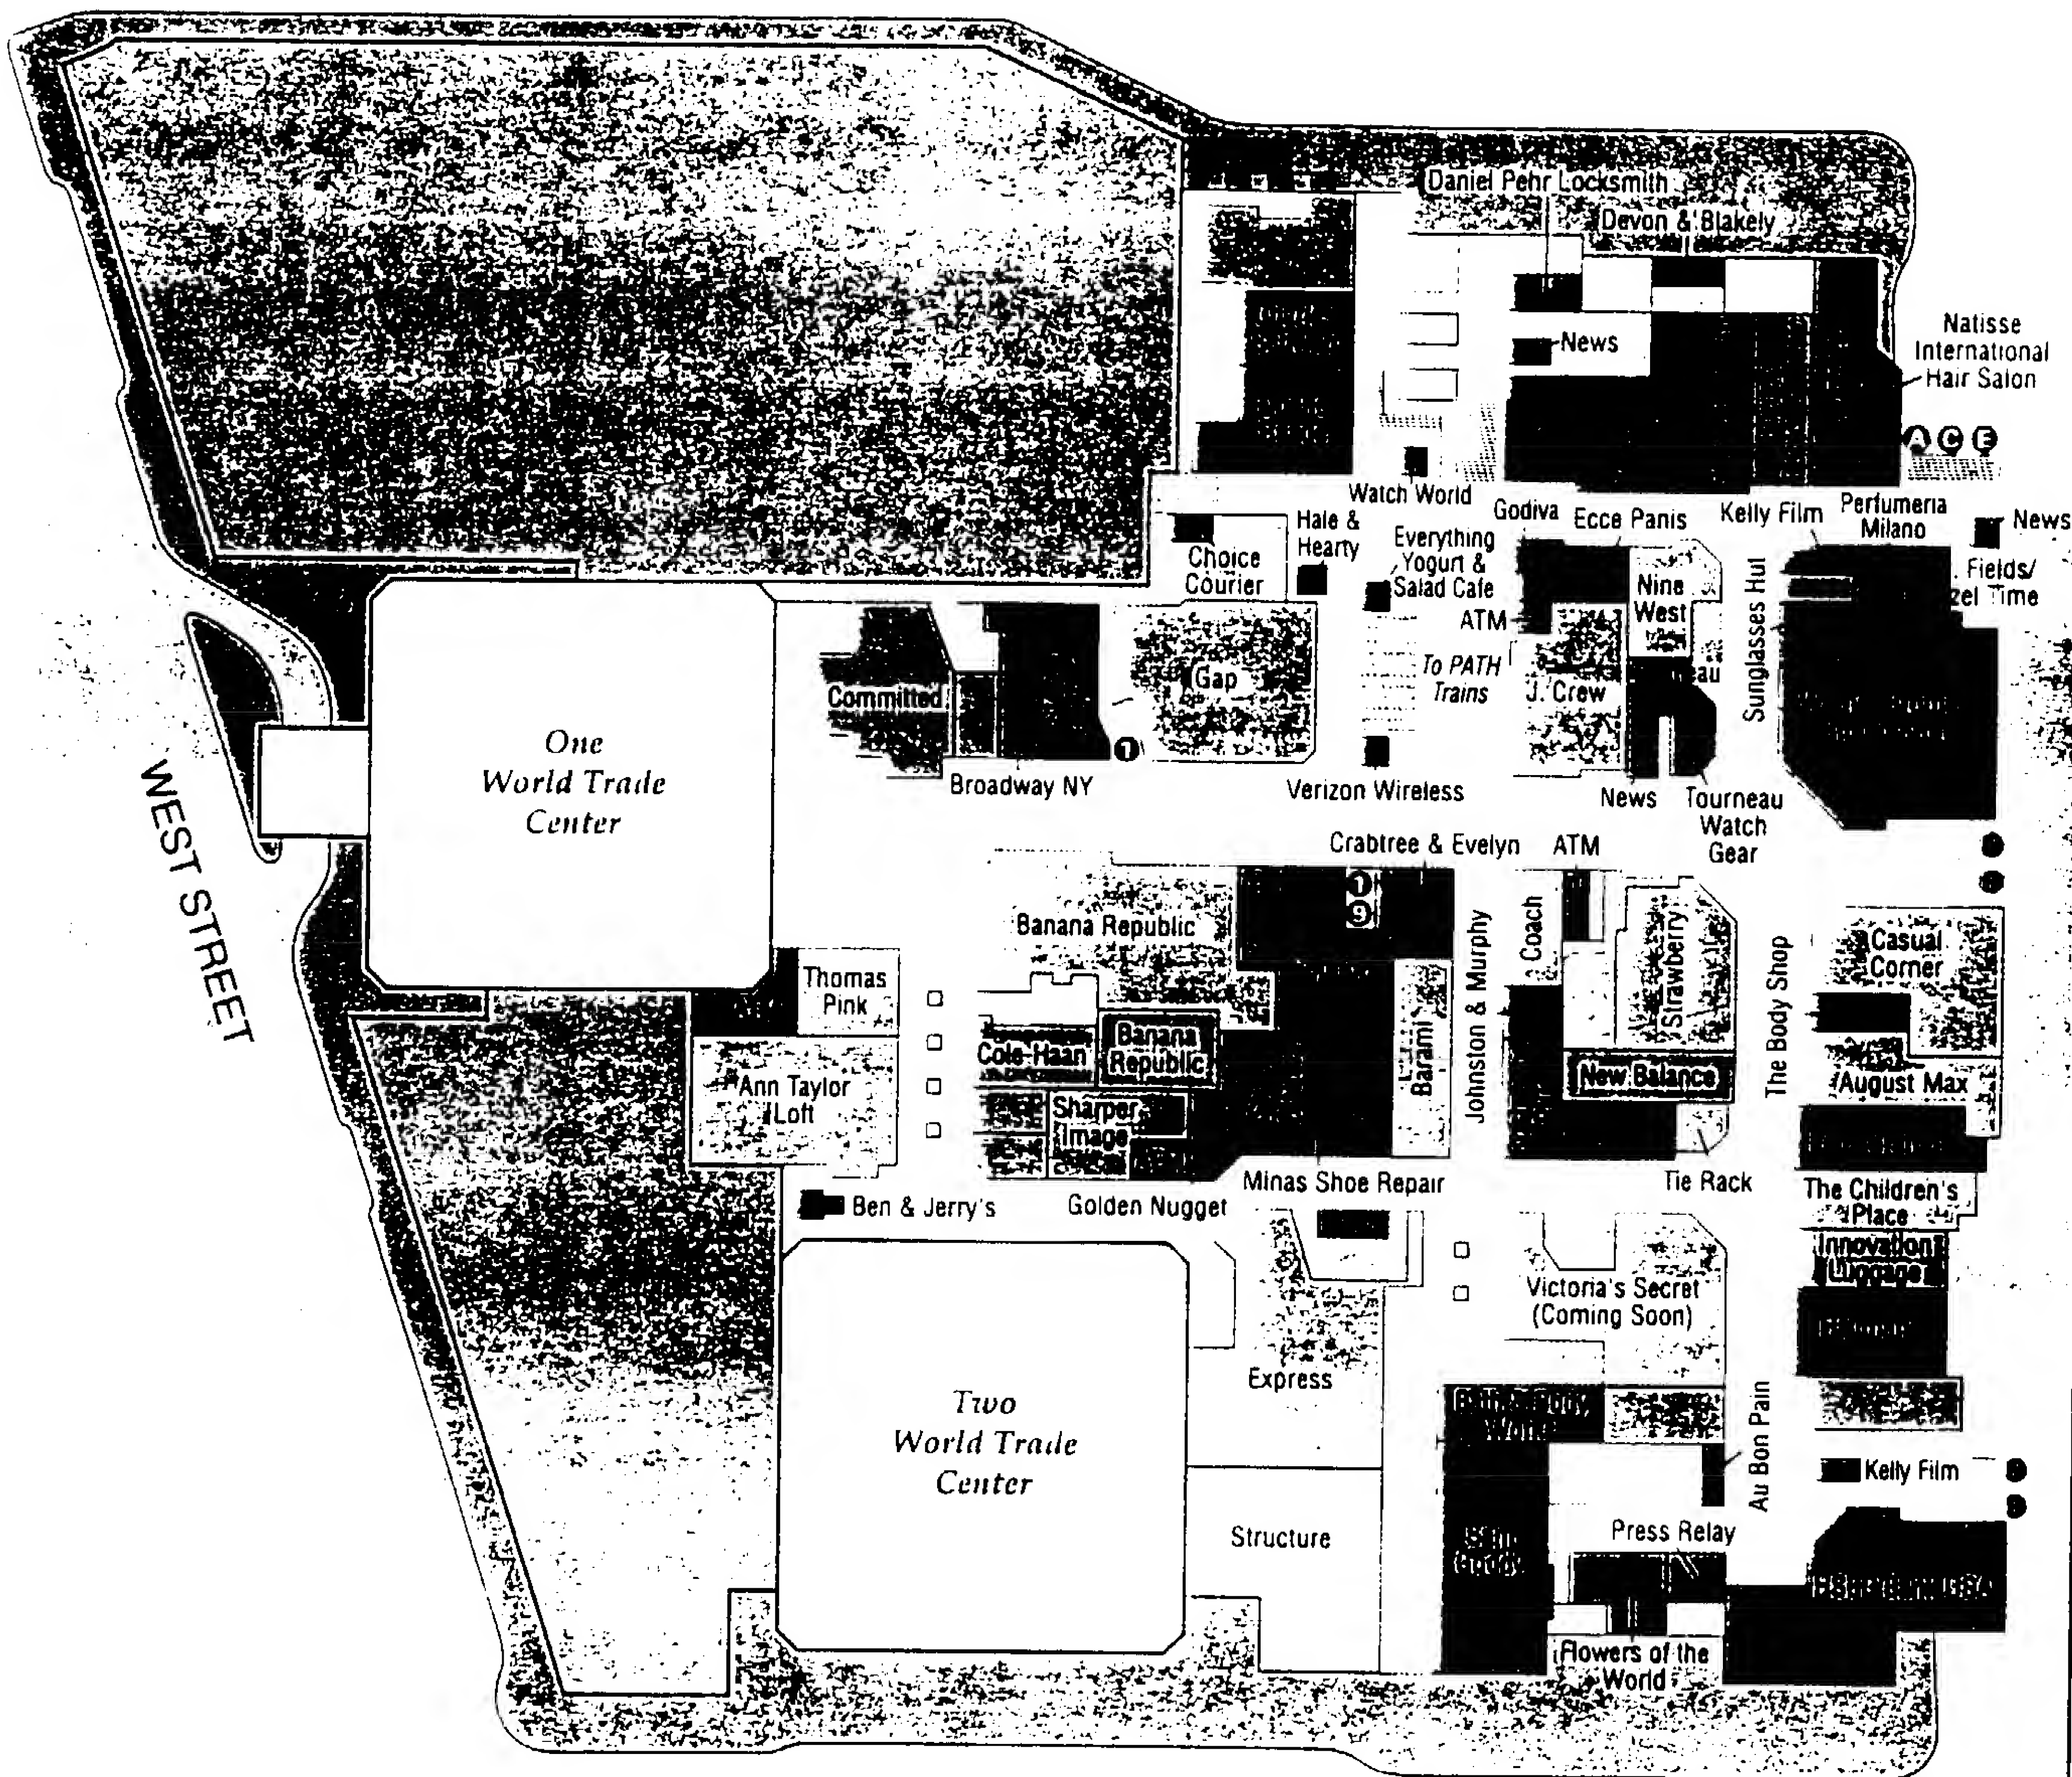 Daniel Pehr Locksmith
Devon & Blakely
News
Natisse
International
Hair Salon
A C E
Watch World
Godiva
Ecce Panis
Kelly Film
Perfumeria
Milano
News
Choice
Courier
Hale &
Hearty
Everything
Yogurt &
Salad Cafe
ATM
Nine
West
Sunglasses Hut
Fields/
Time
Committed
Gap
To PATH
Trains
J. Crew
One
World Trade
Center
1
Broadway NY
Verizon Wireless
News
Tourneau
Watch
Gear
WEST STREET
Crabtree & Evelyn
ATM
1
9
Banana Republic
Coach
Strawberry
Casual
Corner
Thomas
Pink
Johnston & Murphy
The Body Shop
Cole-Haan
Banana
Republic
Barami
New Balance
August Max
Ann Taylor
Loft
Sharper
Image
Minas Shoe Repair
Tie Rack
The Children's
Place
Ben & Jerry's
Golden Nugget
Innovation
Luggage
Victoria's Secret
(Coming Soon)
Express
Two
World Trade
Center
Au Bon Pain
Kelly Film
Structure
Press Relay
Flowers of the
World